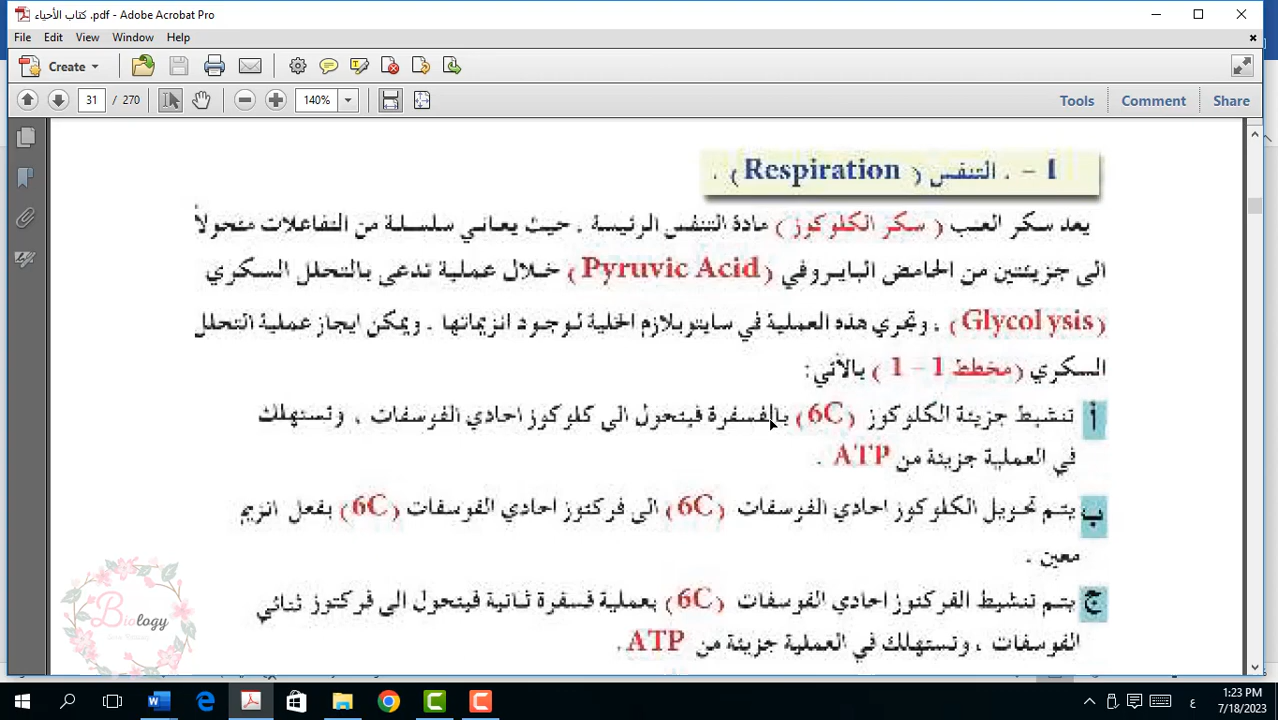 كتاب الأحياء .pdf - Adobe Acrobat Pro
File Edit View Window Help
Create
31 / 270 140% Tools Comment Share
1 - . التنفس ( Respiration ) .
يعد سكر العنب ( سكر الكلوكوز ) مادة التنفس الرئيسة . حيث يعاني سلسلة من التفاعلات متحولاً
الى جزيئتين من الحامض البايروفي ( Pyruvic Acid ) خلال عملية تدعى بالتحلل السكري
( Glycol ysis ) . وتجري هذه العملية في سايتوبلازم الخلية لوجود انزيماتها . ويمكن ايجاز عملية التحلل
السكري ( مخطط 1 - 1 ) بالآتي :
أ تنشيط جزيئة الكلوكوز ( 6C ) بالفسفرة فيتحول الى كلوكوز احادي الفوسفات ، وتستهلك
في العملية جزيئة من ATP .
ب يتم تحويل الكلوكوز احادي الفوسفات ( 6C ) الى فركتوز احادي الفوسفات ( 6C ) بفعل انزيم
معين .
ج يتم تنشيط الفركتوز احادي الفوسفات ( 6C ) بعملية فسفرة ثانية فيتحول الى فركتوز ثنائي
الفوسفات ، وتستهلك في العملية جزيئة من ATP .
Biology
1:23 PM
ع
7/18/2023